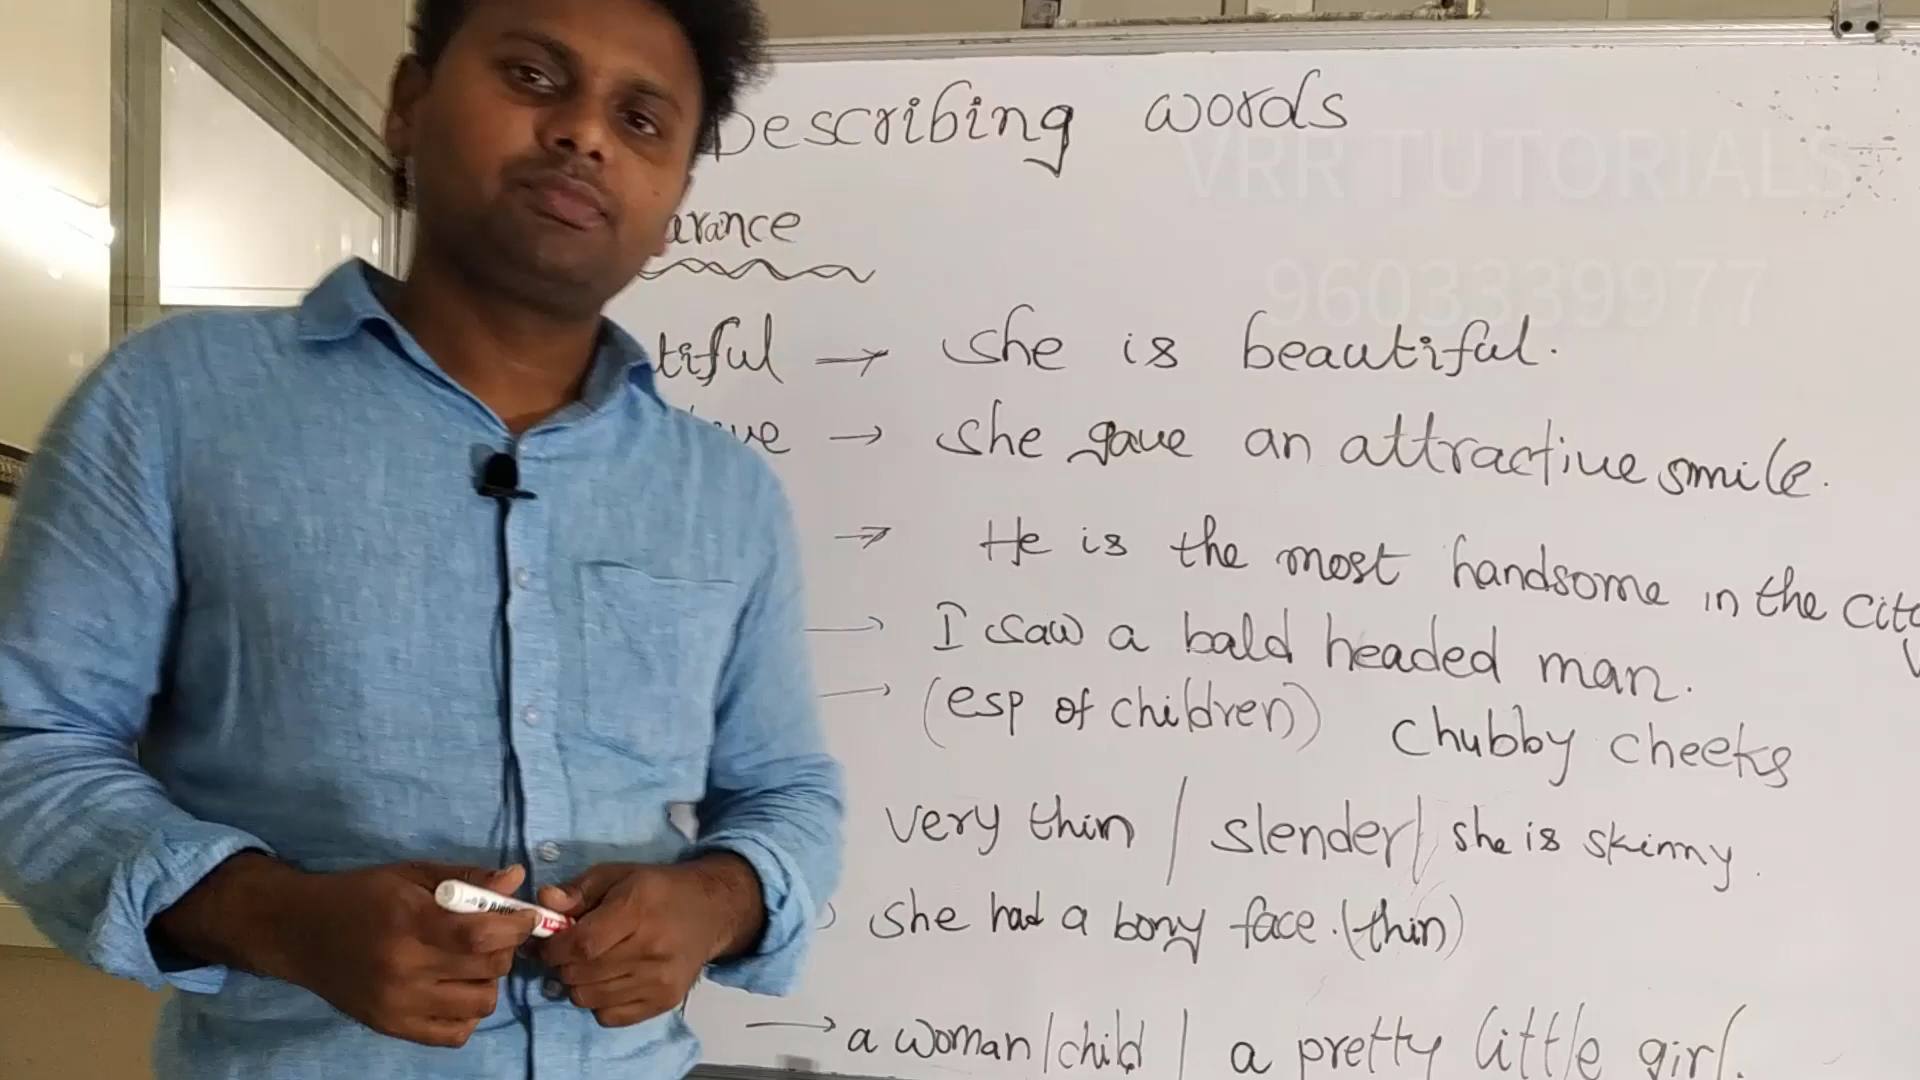 Describing words
VRR TUTORIALS
arance
9603339977
tiful → She is beautiful.
ive → She gave an attractive smile.
→ He is the most handsome in the city
→ I saw a bald headed man.
→ (esp of children) chubby cheeks
very thin / slender / she is skinny.
She had a bony face. (thin)
→ a woman/child / a pretty little girl.